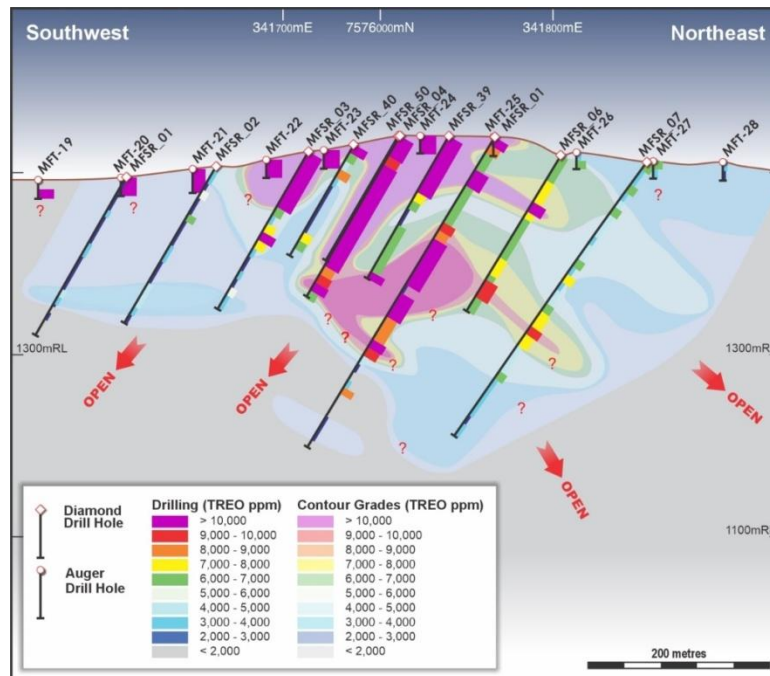 Southwest
341700mE
7576000mN
341800mE
Northeast
MFT-19
MFT-20
MFSR_01
MFT-21
MFSR_02
MFT-22
MFSR_03
MFT-23
MFSR_40
MFSR_50
MFSR_04
MFT-24
MFSR_39
MFT-25
MFSR_01
MFSR_06
MFT-26
MFSR_07
MFT-27
MFT-28
?
?
?
?
?
?
?
?
?
?
?
?
1300mRL
1300mR
OPEN
OPEN
OPEN
OPEN
1100mR
Diamond
Drill Hole
Auger
Drill Hole
Drilling (TREO ppm)
> 10,000
9,000 - 10,000
8,000 - 9,000
7,000 - 8,000
6,000 - 7,000
5,000 - 6,000
4,000 - 5,000
3,000 - 4,000
2,000 - 3,000
< 2,000
Contour Grades (TREO ppm)
> 10,000
9,000 - 10,000
8,000 - 9,000
7,000 - 8,000
6,000 - 7,000
5,000 - 6,000
4,000 - 5,000
3,000 - 4,000
2,000 - 3,000
< 2,000
200 metres